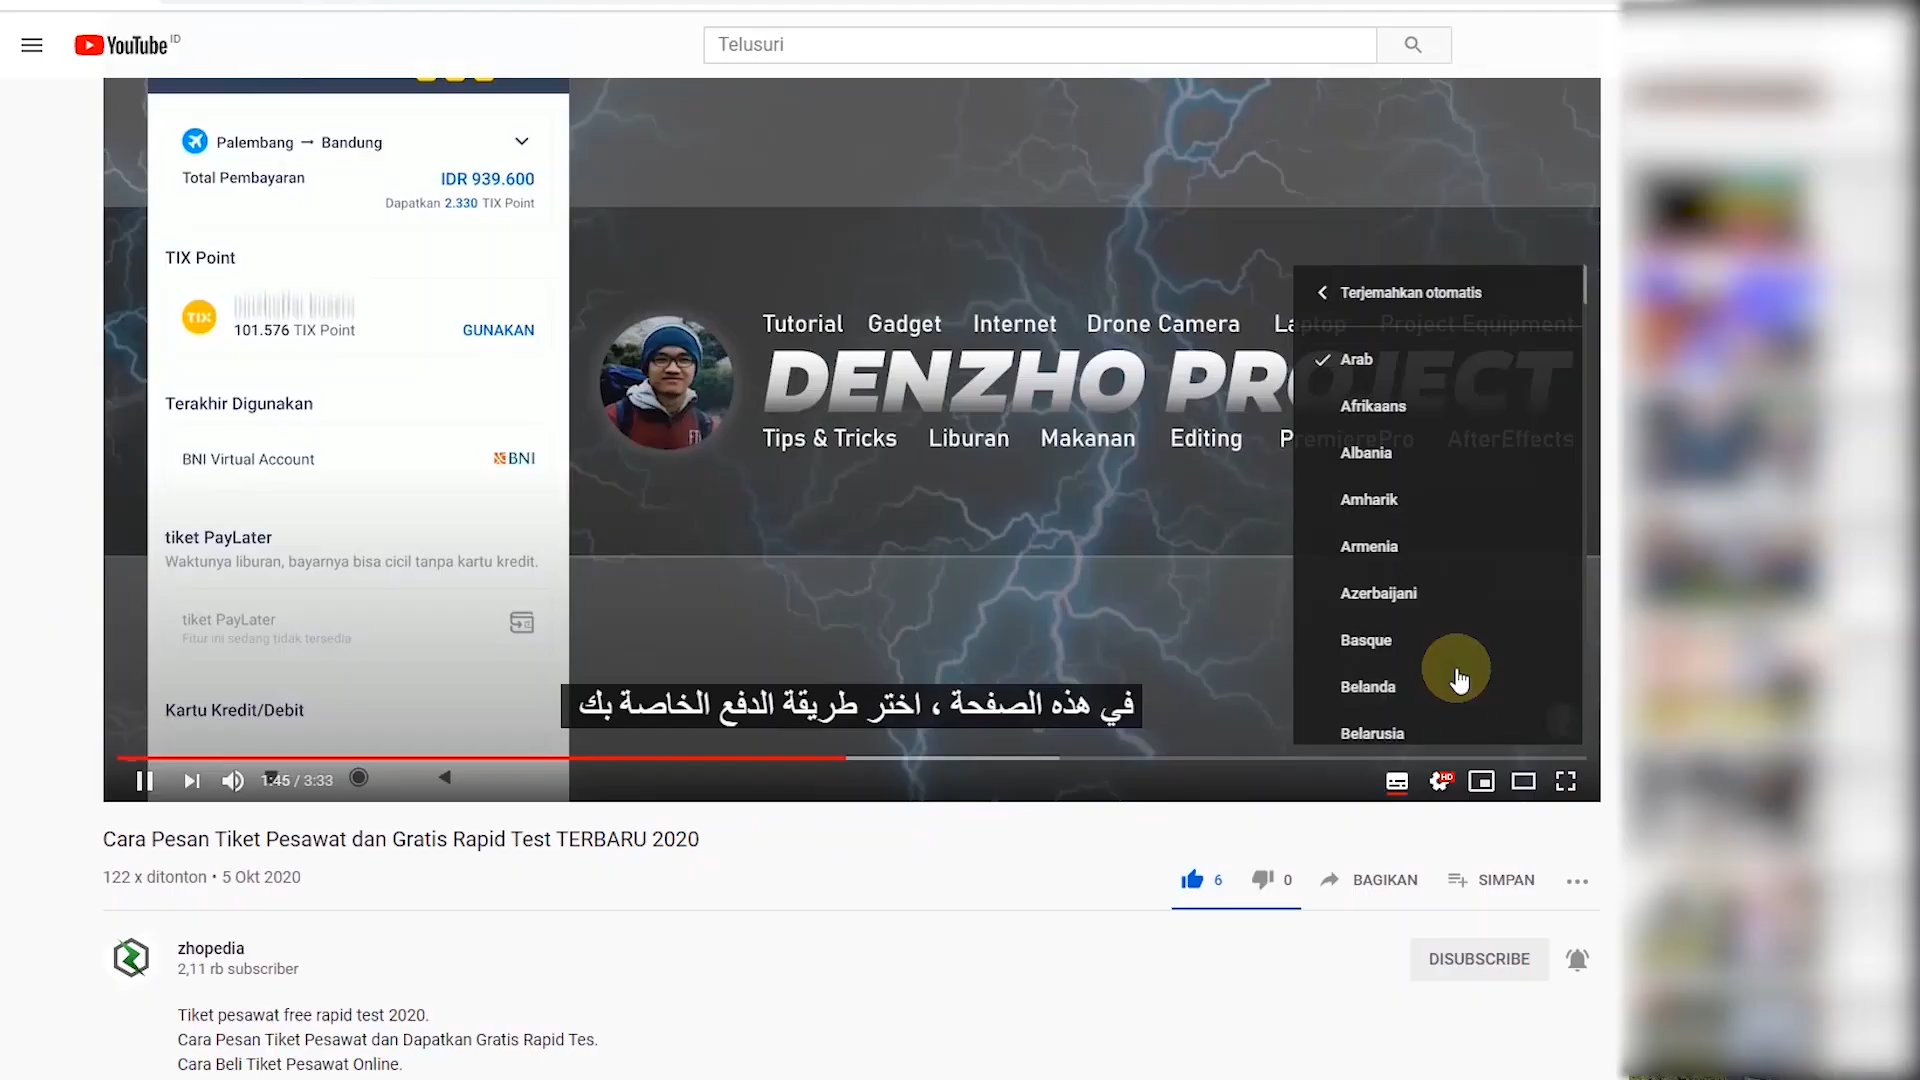 YouTube ID
Telusuri
Palembang → Bandung
Total Pembayaran
IDR 939.600
Dapatkan 2.330 TIX Point
TIX Point
TIX
101.576 TIX Point
GUNAKAN
Terakhir Digunakan
BNI Virtual Account
BNI
tiket PayLater
Waktunya liburan, bayarnya bisa cicil tanpa kartu kredit.
tiket PayLater
Fitur ini sedang tidak tersedia
Kartu Kredit/Debit
Tutorial Gadget Internet Drone Camera Laptop Project Equipment
DENZHO PROJECT
Tips & Tricks Liburan Makanan Editing PremierePro AfterEffects
Terjemahkan otomatis
Arab
Afrikaans
Albania
Amharik
Armenia
Azerbaijani
Basque
Belanda
Belarusia
في هذه الصفحة ، اختر طريقة الدفع الخاصة بك
1:45 / 3:33
HD
Cara Pesan Tiket Pesawat dan Gratis Rapid Test TERBARU 2020
122 x ditonton • 5 Okt 2020
6
0
BAGIKAN
SIMPAN
zhopedia
2,11 rb subscriber
DISUBSCRIBE
Tiket pesawat free rapid test 2020.
Cara Pesan Tiket Pesawat dan Dapatkan Gratis Rapid Tes.
Cara Beli Tiket Pesawat Online.